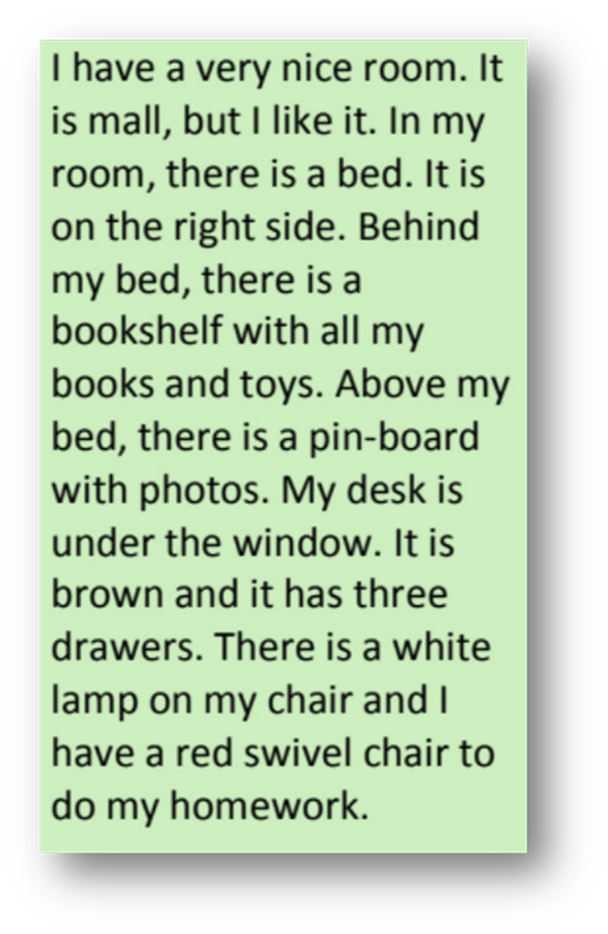 I have a very nice room. It
is mall, but I like it. In my
room, there is a bed. It is
on the right side. Behind
my bed, there is a
bookshelf with all my
books and toys. Above my
bed, there is a pin-board
with photos. My desk is
under the window. It is
brown and it has three
drawers. There is a white
lamp on my chair and I
have a red swivel chair to
do my homework.